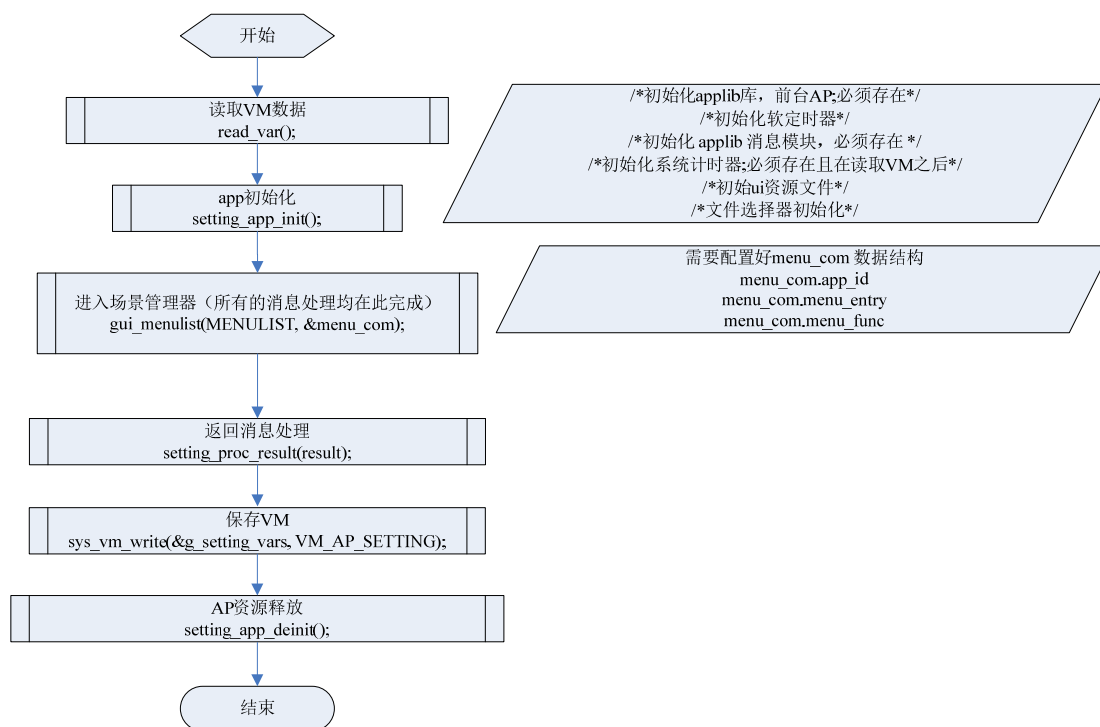 开始
读取VM数据
read_var();
app初始化
setting_app_init();
/*初始化applib库，前台AP;必须存在*/
/*初始化软定时器*/
/*初始化 applib 消息模块，必须存在 */
/*初始化系统计时器;必须存在且在读取VM之后*/
/*初始ui资源文件*/
/*文件选择器初始化*/
进入场景管理器（所有的消息处理均在此完成）
gui_menulist(MENULIST, &menu_com);
需要配置好menu_com 数据结构
menu_com.app_id
menu_com.menu_entry
menu_com.menu_func
返回消息处理
setting_proc_result(result);
保存VM
sys_vm_write(&g_setting_vars, VM_AP_SETTING);
AP资源释放
setting_app_deinit();
结束